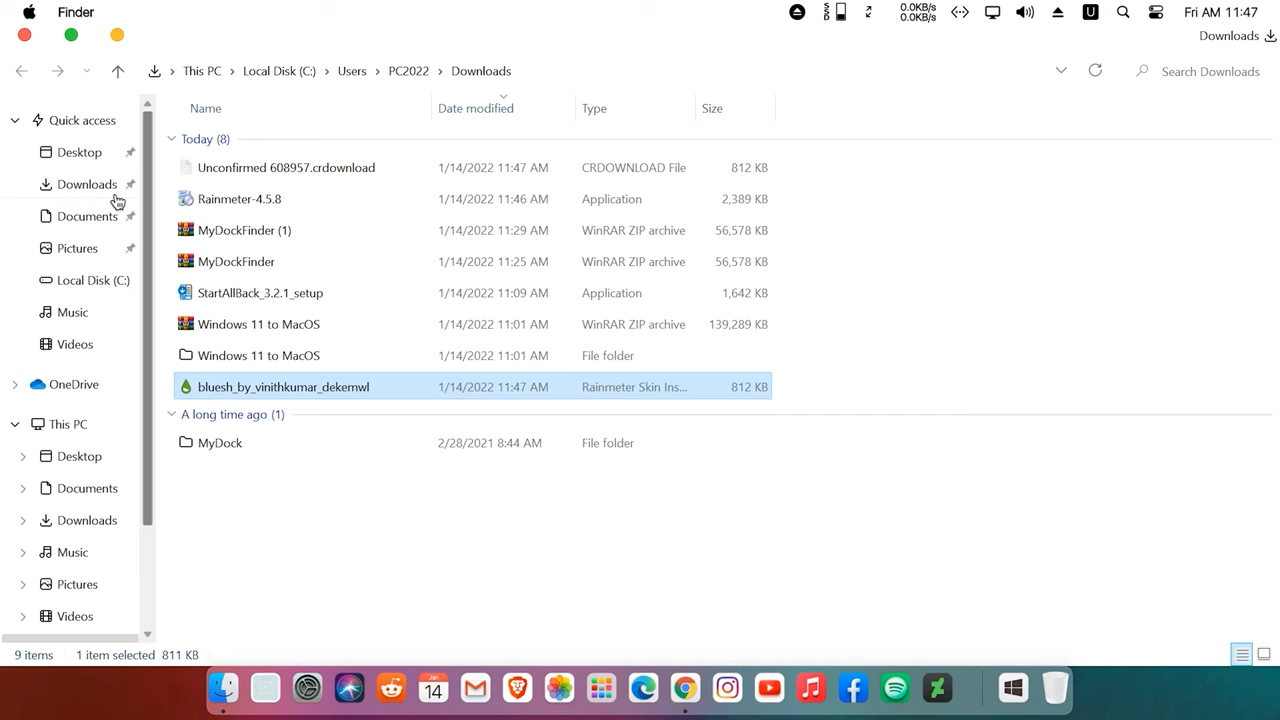 Finder
SSD
0.0KB/s
0.0KB/s
U
Fri AM 11:47
Downloads
This PC > Local Disk (C:) > Users > PC2022 > Downloads
Search Downloads
Quick access
Desktop
Downloads
Documents
Pictures
Local Disk (C:)
Music
Videos
OneDrive
This PC
Desktop
Documents
Downloads
Music
Pictures
Videos
Name Date modified Type Size
Today (8)
Unconfirmed 608957.crdownload 1/14/2022 11:47 AM CRDOWNLOAD File 812 KB
Rainmeter-4.5.8 1/14/2022 11:46 AM Application 2,389 KB
MyDockFinder (1) 1/14/2022 11:29 AM WinRAR ZIP archive 56,578 KB
MyDockFinder 1/14/2022 11:25 AM WinRAR ZIP archive 56,578 KB
StartAllBack_3.2.1_setup 1/14/2022 11:09 AM Application 1,642 KB
Windows 11 to MacOS 1/14/2022 11:01 AM WinRAR ZIP archive 139,289 KB
Windows 11 to MacOS 1/14/2022 11:01 AM File folder
bluesh_by_vinithkumar_dekemwl 1/14/2022 11:47 AM Rainmeter Skin Ins... 812 KB
A long time ago (1)
MyDock 2/28/2021 8:44 AM File folder
9 items 1 item selected 811 KB
Jan
14